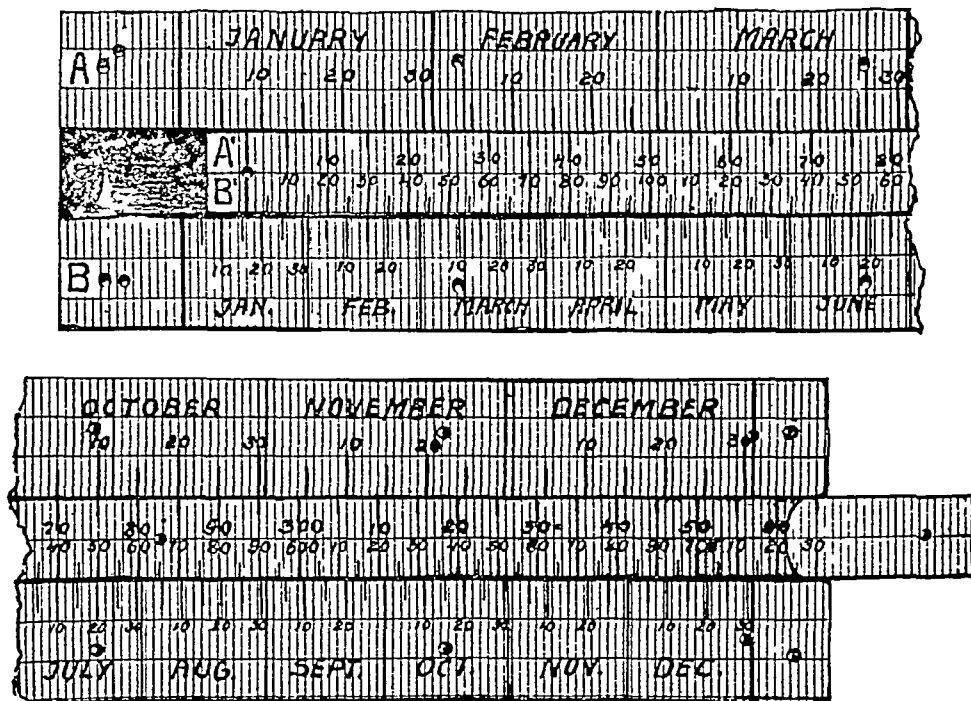 JANUARY FEBRUARY MARCH
A 10 20 30 10 20 10 20 30
A' 10 20 30 40 50 60 70 80
B' 10 20 30 40 50 60 70 80 90 100 10 20 30 40 50 60
10 20 30 10 20 10 20 30 10 20 10 20 30 10 20
B JAN. FEB. MARCH APRIL MAY JUNE
OCTOBER NOVEMBER DECEMBER
10 20 30 10 10 20
70 80 90 300 10 20 30 40 50
40 50 60 70 80 90 600 10 20 30 40 50 60 70 80 90 10 20 30
10 20 30 10 20 30 10 20 10 20 30 10 20 10 20 30
JULY AUG. SEPT. OCT. NOV. DEC.